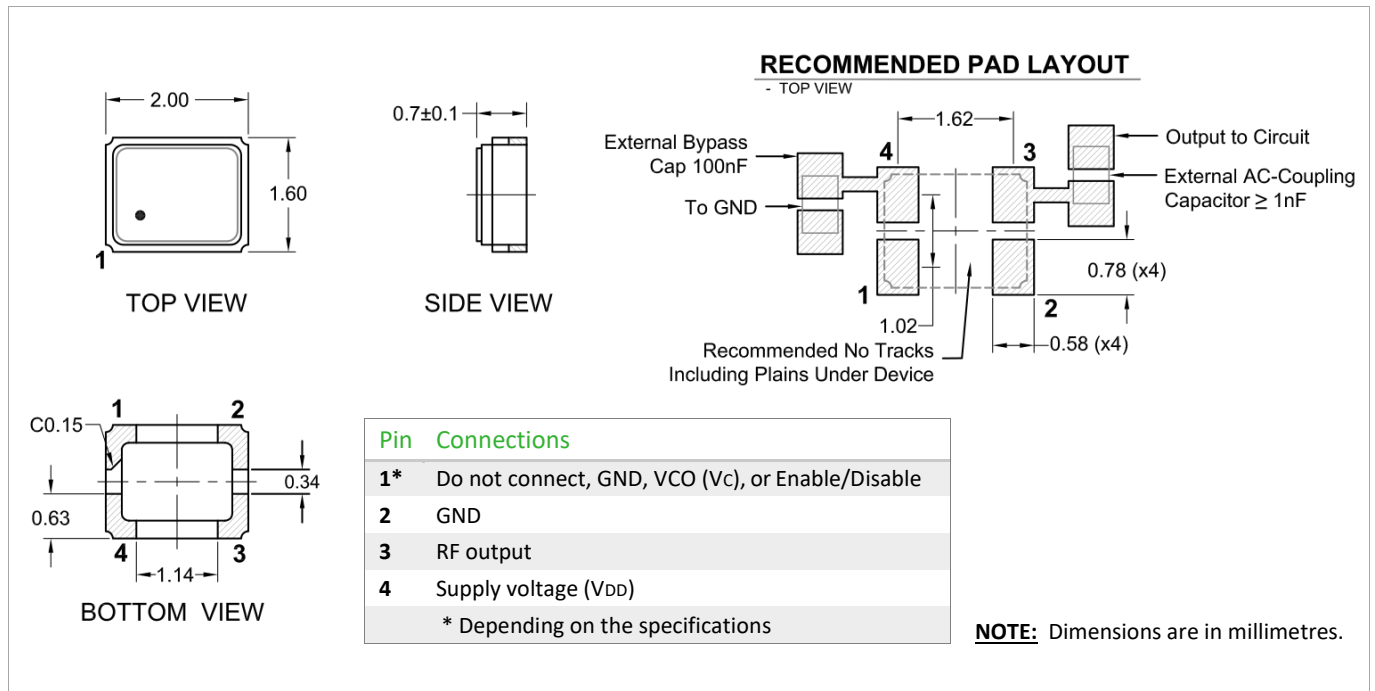 2.00
1.60
1
TOP VIEW
0.7±0.1
SIDE VIEW
RECOMMENDED PAD LAYOUT
- TOP VIEW
External Bypass
Cap 100nF
To GND
1.62
4
3
Output to Circuit
External AC-Coupling
Capacitor ≥ 1nF
0.78 (x4)
1
2
1.02
0.58 (x4)
Recommended No Tracks
Including Plains Under Device
C0.15
1
2
0.34
0.63
4
3
1.14
BOTTOM VIEW
Pin Connections
1* Do not connect, GND, VCO (Vc), or Enable/Disable
2 GND
3 RF output
4 Supply voltage (VDD)
* Depending on the specifications
NOTE: Dimensions are in millimetres.